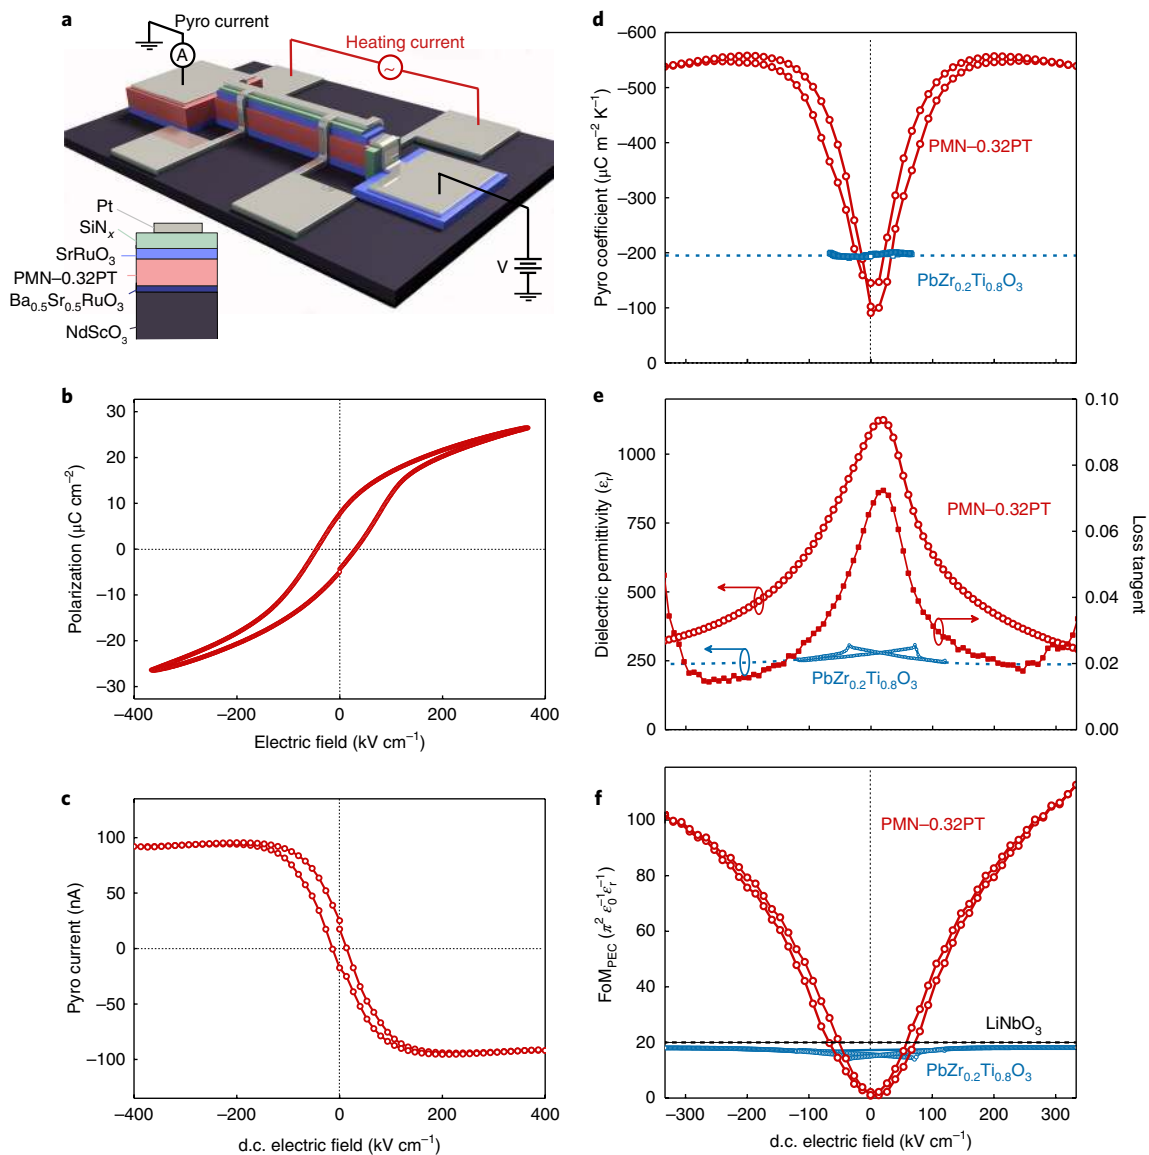 a
Pyro current
A
Heating current
~
V
Pt
SiNₓ
SrRuO₃
PMN–0.32PT
Ba₀.₅Sr₀.₅RuO₃
NdScO₃
b
30
20
10
0
–10
–20
–30
Polarization (μC cm⁻²)
–400
–200
0
200
400
Electric field (kV cm⁻¹)
c
100
50
0
–50
–100
Pyro current (nA)
–400
–200
0
200
400
d.c. electric field (kV cm⁻¹)
d
–600
–500
–400
–300
–200
–100
0
Pyro coefficient (μC m⁻² K⁻¹)
PMN–0.32PT
PbZr₀.₂Ti₀.₈O₃
e
1000
750
500
250
0
Dielectric permittivity (εᵣ)
0.10
0.08
0.06
0.04
0.02
0.00
Loss tangent
PMN–0.32PT
PbZr₀.₂Ti₀.₈O₃
f
100
80
60
40
20
0
FoM_PEC (π² ε₀⁻¹εᵣ⁻¹)
PMN–0.32PT
LiNbO₃
PbZr₀.₂Ti₀.₈O₃
–300
–200
–100
0
100
200
300
d.c. electric field (kV cm⁻¹)